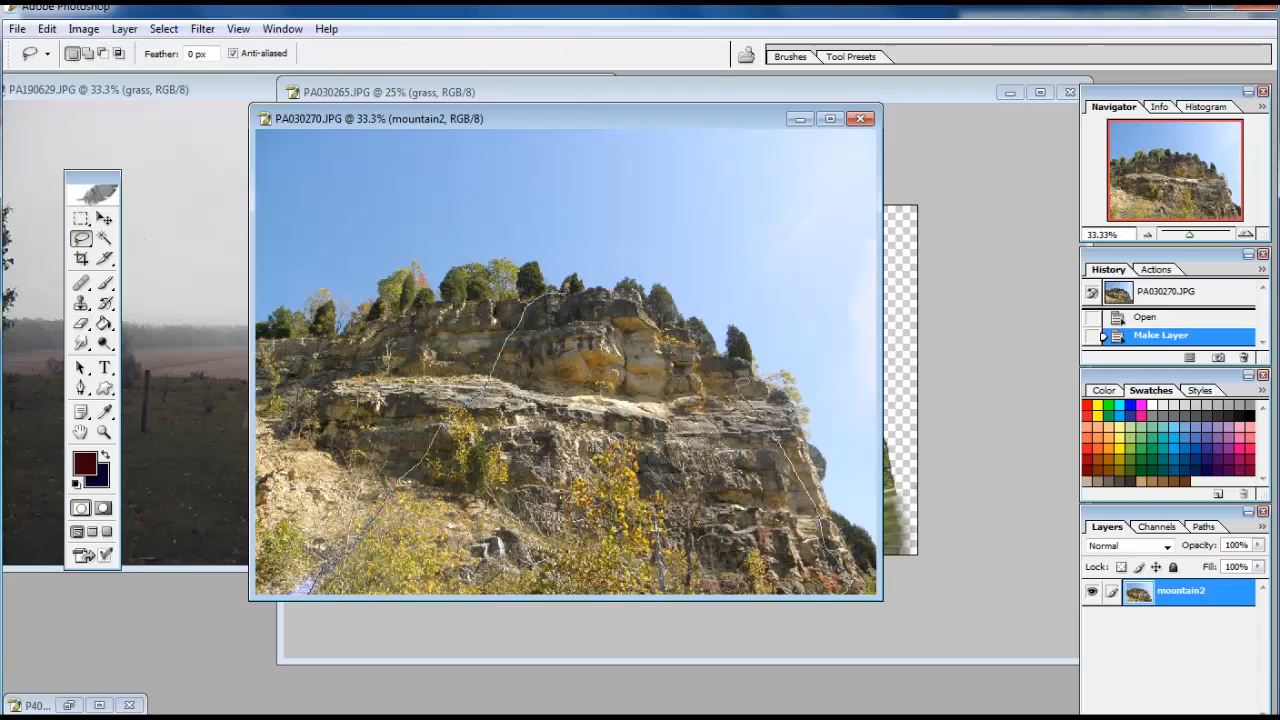 Adobe Photoshop
File Edit Image Layer Select Filter View Window Help
Feather: 0 px Anti-aliased
Brushes Tool Presets
PA190629.JPG @ 33.3% (grass, RGB/8)
PA030265.JPG @ 25% (grass, RGB/8)
PA030270.JPG @ 33.3% (mountain2, RGB/8)
Navigator Info Histogram
33.33%
History Actions
PA030270.JPG
Open
Make Layer
Color Swatches Styles
Layers Channels Paths
Normal Opacity: 100%
Lock: Fill: 100%
mountain2
T
P40...